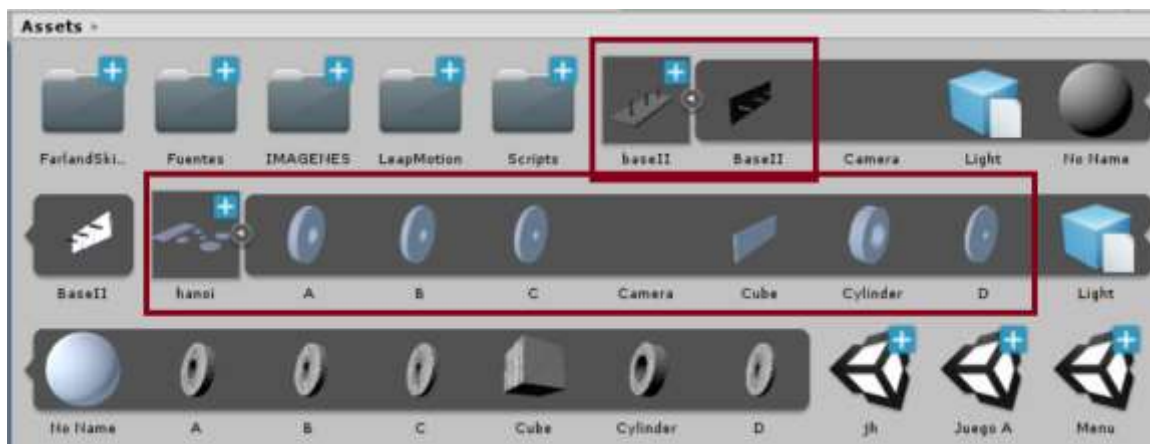 Assets
FarlandSki..
Fuentes
IMAGENES
LeapMotion
Scripts
baseII
BaseII
Camera
Light
No Name
BaseII
hanoi
A
B
C
Camera
Cube
Cylinder
D
Light
No Name
A
B
C
Cube
Cylinder
D
jh
Juego A
Menu